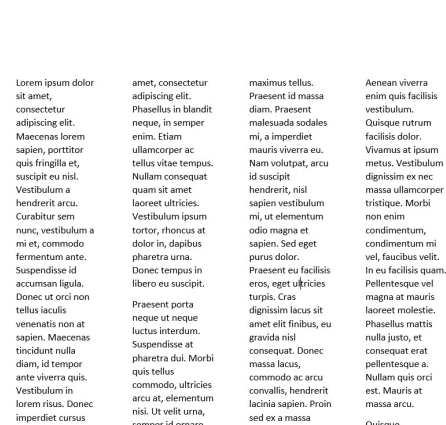 Lorem ipsum dolor
sit amet,
consectetur
adipiscing elit.
Maecenas lorem
sapien, porttitor
quis fringilla et,
suscipit eu nisl.
Vestibulum a
hendrerit arcu.
Curabitur sem
nunc, vestibulum a
mi et, commodo
fermentum ante.
Suspendisse id
accumsan ligula.
Donec ut orci non
tellus iaculis
venenatis non at
sapien. Maecenas
tincidunt nulla
diam, id tempor
ante viverra quis.
Vestibulum in
lorem risus. Donec
imperdiet cursus
amet, consectetur
adipiscing elit.
Phasellus in blandit
neque, in semper
enim. Etiam
ullamcorper ac
tellus vitae tempus.
Nullam consequat
quam sit amet
laoreet ultricies.
Vestibulum ipsum
tortor, rhoncus at
dolor in, dapibus
pharetra urna.
Donec tempus in
libero eu suscipit.
Praesent porta
neque ut neque
luctus interdum.
Suspendisse at
pharetra dui. Morbi
quis tellus
commodo, ultricies
arcu at, elementum
nisi. Ut velit urna,
semper id ornare
maximus tellus.
Praesent id massa
diam. Praesent
malesuada sodales
mi, a imperdiet
mauris viverra eu.
Nam volutpat, arcu
id suscipit
hendrerit, nisl
sapien vestibulum
mi, ut elementum
odio magna et
sapien. Sed eget
purus dolor.
Praesent eu facilisis
eros, eget ultricies
turpis. Cras
dignissim lacus sit
amet elit finibus, eu
gravida nisl
consequat. Donec
massa lacus,
commodo ac arcu
convallis, hendrerit
lacinia sapien. Proin
sed ex a massa
Aenean viverra
enim quis facilisis
vestibulum.
Quisque rutrum
facilisis dolor.
Vivamus at ipsum
metus. Vestibulum
dignissim ex nec
massa ullamcorper
tristique. Morbi
non enim
condimentum,
condimentum mi
vel, faucibus velit.
In eu facilisis quam.
Pellentesque vel
magna at mauris
laoreet molestie.
Phasellus mattis
nulla justo, et
consequat erat
pellentesque a.
Nullam quis orci
est. Mauris at
massa arcu.
Quisque